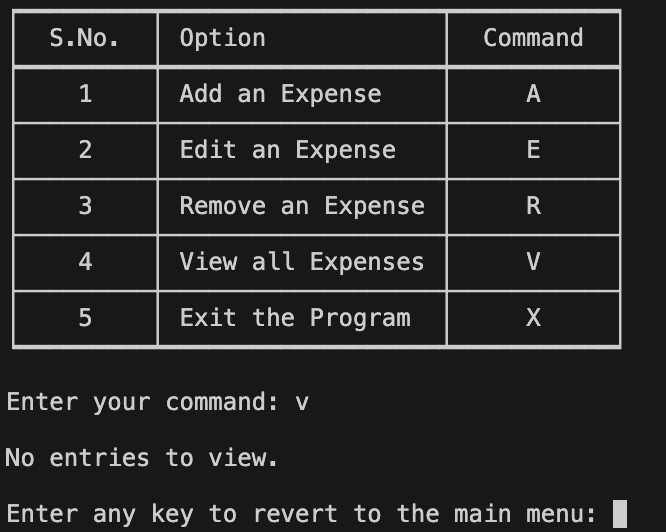 S.No. Option Command
1 Add an Expense A
2 Edit an Expense E
3 Remove an Expense R
4 View all Expenses V
5 Exit the Program X
Enter your command: v
No entries to view.
Enter any key to revert to the main menu: